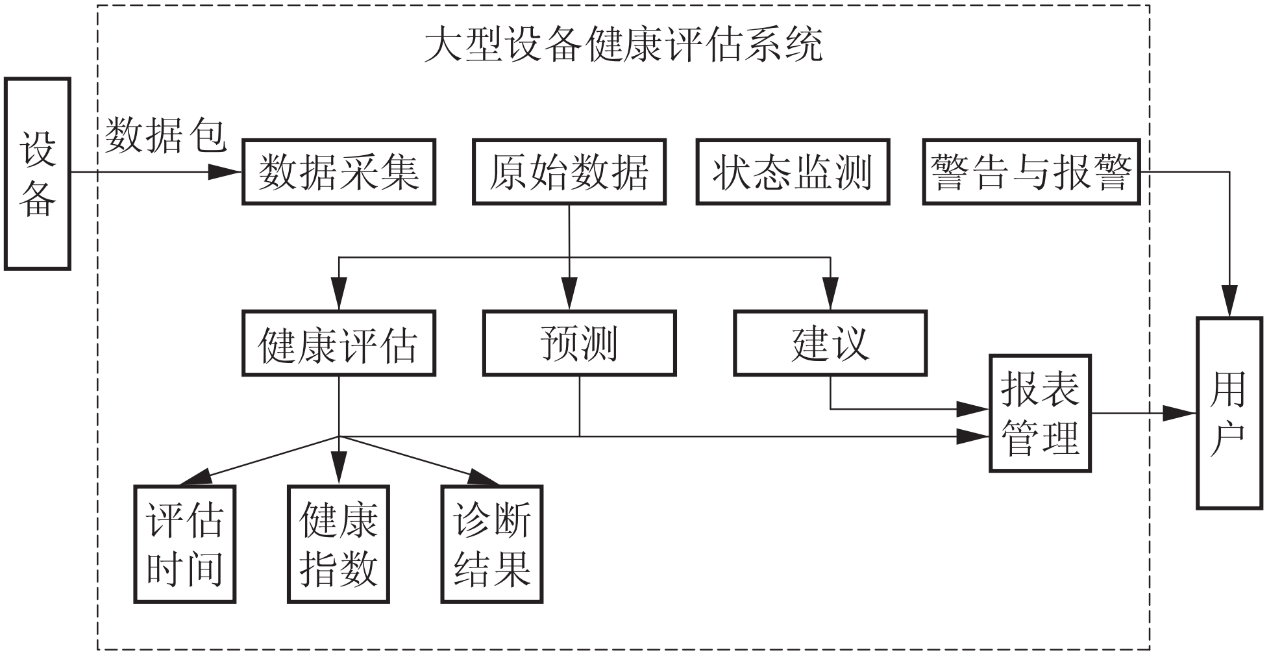 大型设备健康评估系统
设备
数据包
数据采集
原始数据
状态监测
警告与报警
健康评估
预测
建议
报表
管理
用户
评估
时间
健康
指数
诊断
结果